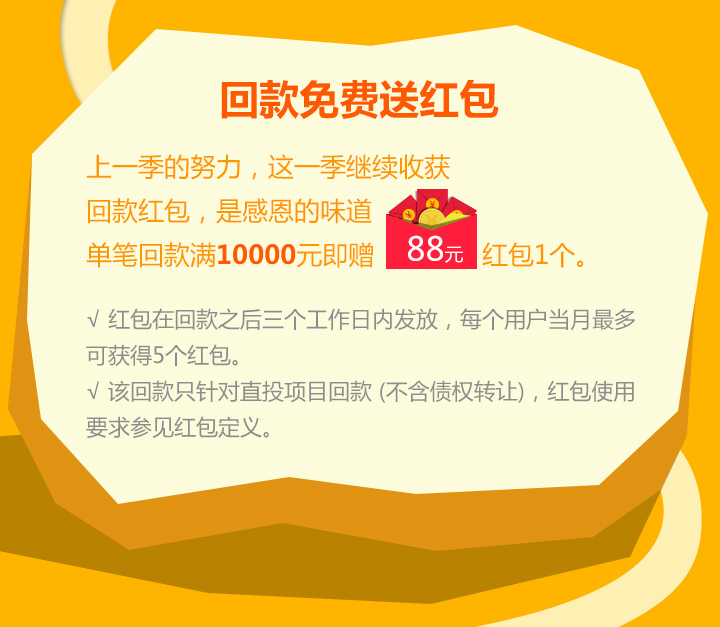 回款免费送红包
上一季的努力，这一季继续收获
回款红包，是感恩的味道
单笔回款满10000元即赠 88元 红包1个。
√ 红包在回款之后三个工作日内发放，每个用户当月最多
可获得5个红包。
√ 该回款只针对直投项目回款 (不含债权转让)，红包使用
要求参见红包定义。